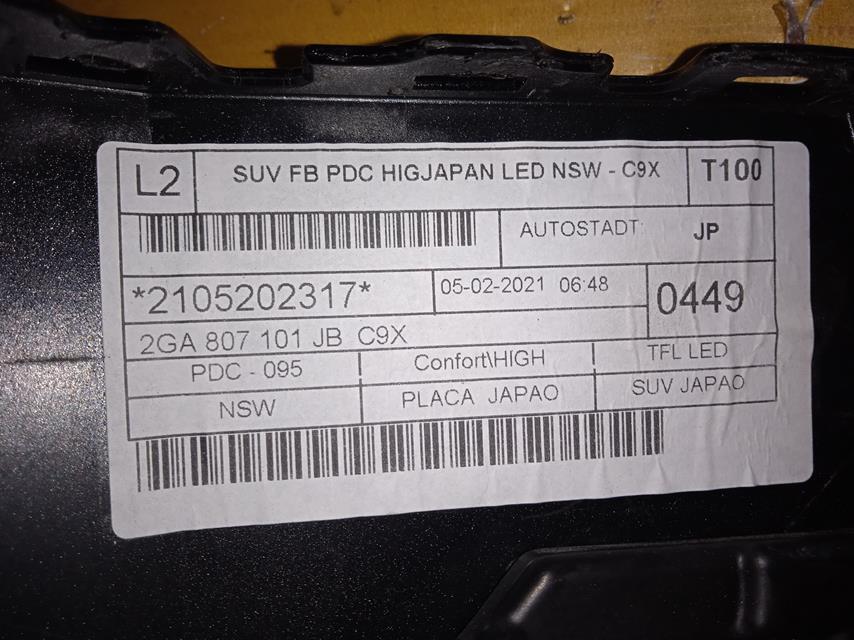 L2
SUV FB PDC HIGJAPAN LED NSW - C9X
T100
AUTOSTADT: JP
*2105202317*
05-02-2021 06:48
0449
2GA 807 101 JB C9X
PDC - 095
Confort\HIGH
TFL LED
NSW
PLACA JAPAO
SUV JAPAO